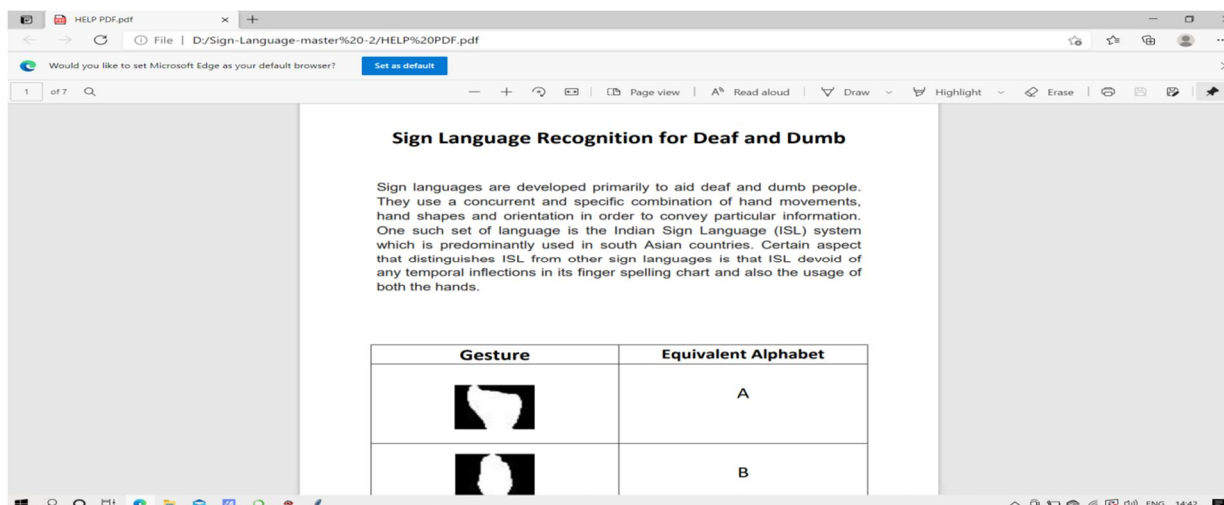 HELP PDF.pdf
File | D:/Sign-Language-master%20-2/HELP%20PDF.pdf
Would you like to set Microsoft Edge as your default browser? Set as default
1 of 7 Page view Read aloud Draw Highlight Erase
Sign Language Recognition for Deaf and Dumb
Sign languages are developed primarily to aid deaf and dumb people.
They use a concurrent and specific combination of hand movements,
hand shapes and orientation in order to convey particular information.
One such set of language is the Indian Sign Language (ISL) system
which is predominantly used in south Asian countries. Certain aspect
that distinguishes ISL from other sign languages is that ISL devoid of
any temporal inflections in its finger spelling chart and also the usage of
both the hands.
Gesture Equivalent Alphabet
A
B
ENG 14:42